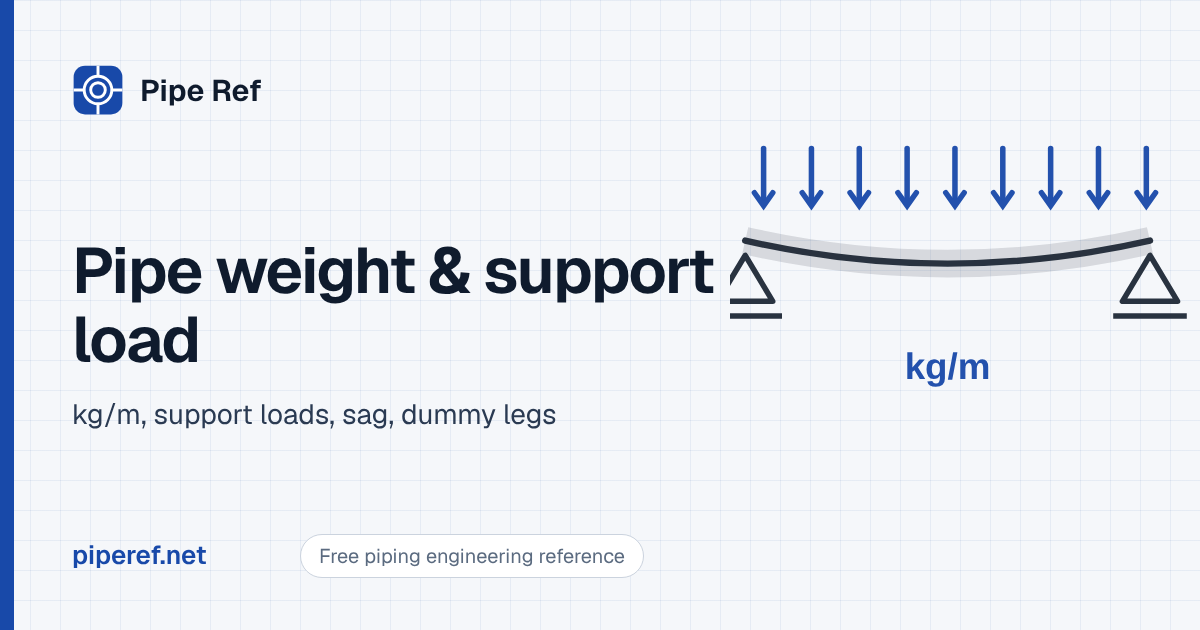 Pipe Ref
Pipe weight & support
load
kg/m, support loads, sag, dummy legs
kg/m
piperef.net
Free piping engineering reference